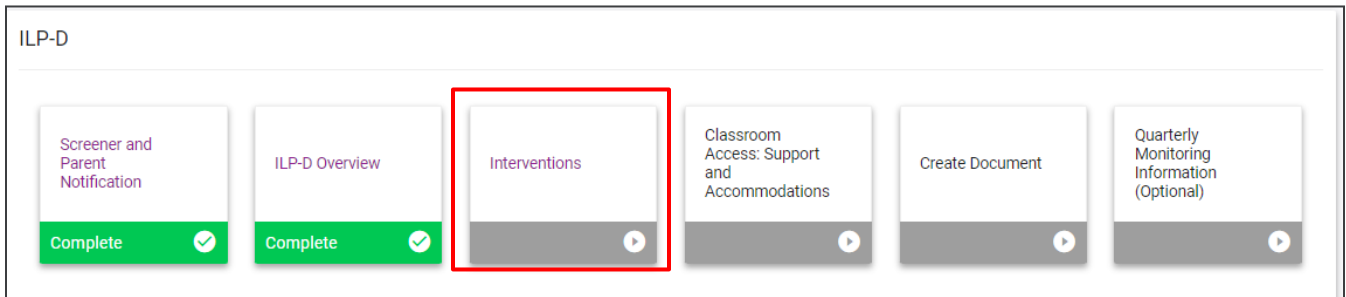 ILP-D
Screener and
Parent
Notification
ILP-D Overview
Interventions
Classroom
Access: Support
and
Accommodations
Create Document
Quarterly
Monitoring
Information
(Optional)
Complete
Complete